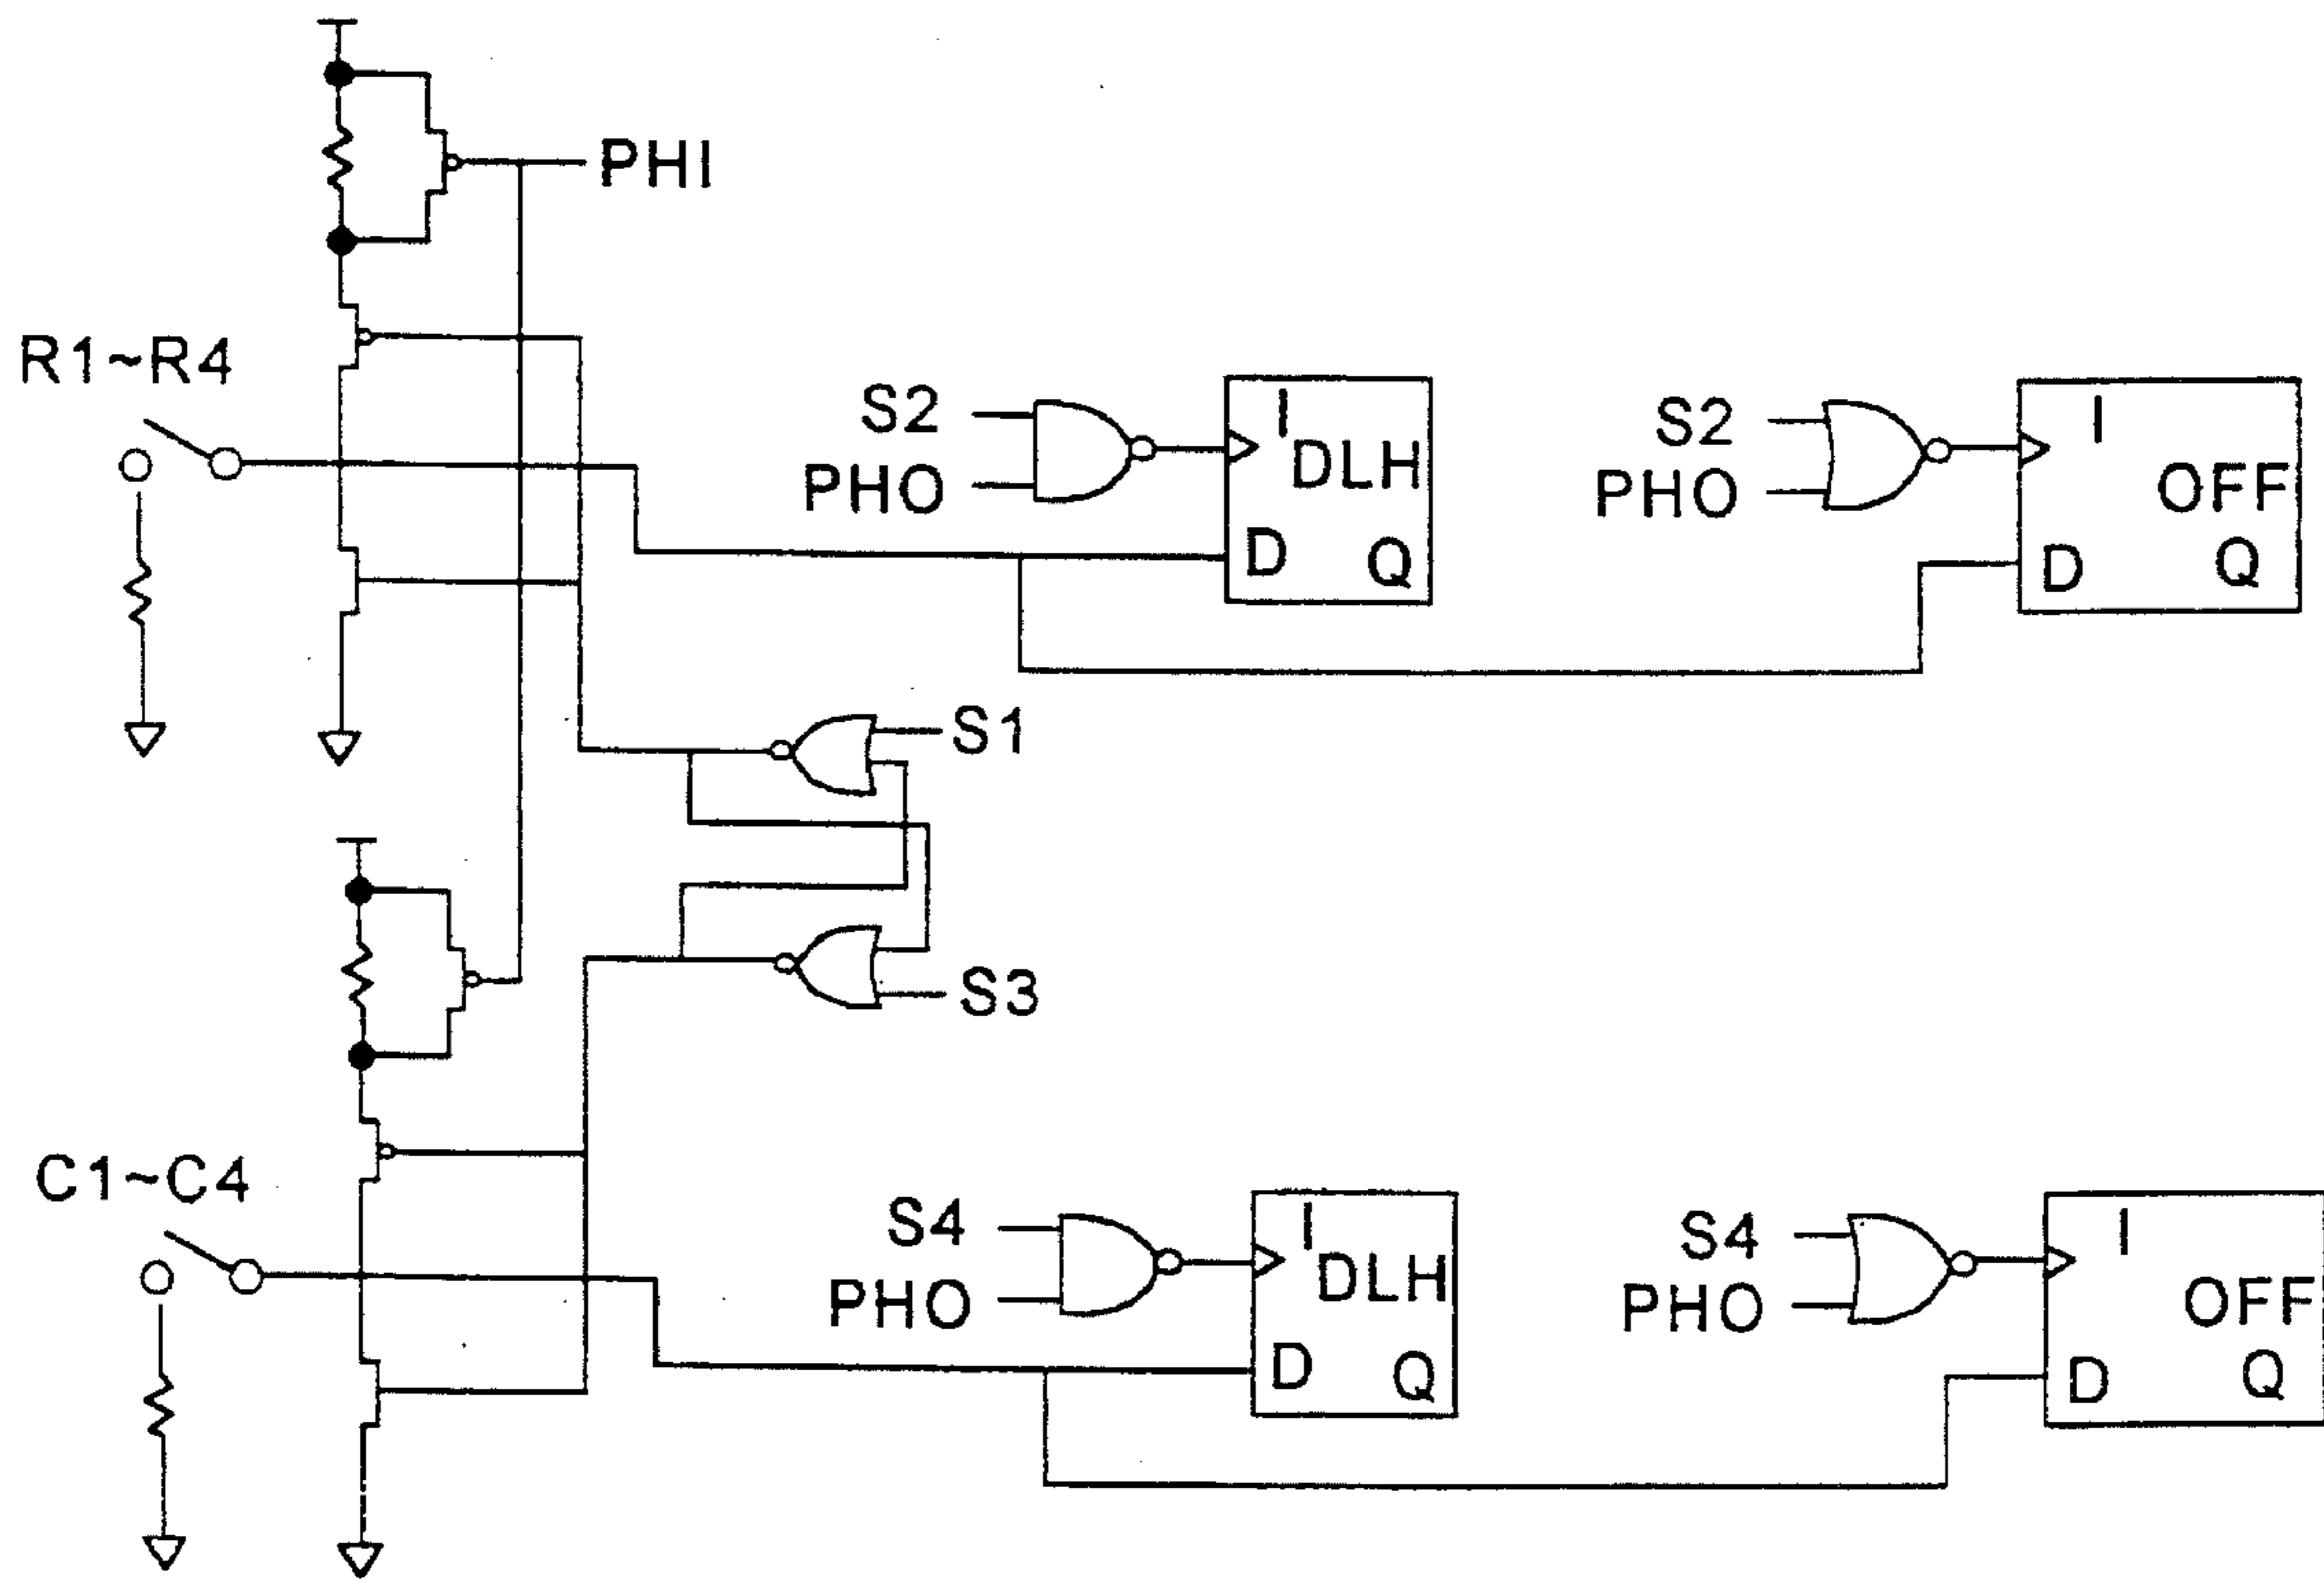 PHI
R1~R4
S2
PHO
I
DLH
D Q
S2
PHO
I
OFF
D Q
S1
S3
C1~C4
S4
PHO
I
DLH
D Q
S4
PHO
I
OFF
D Q